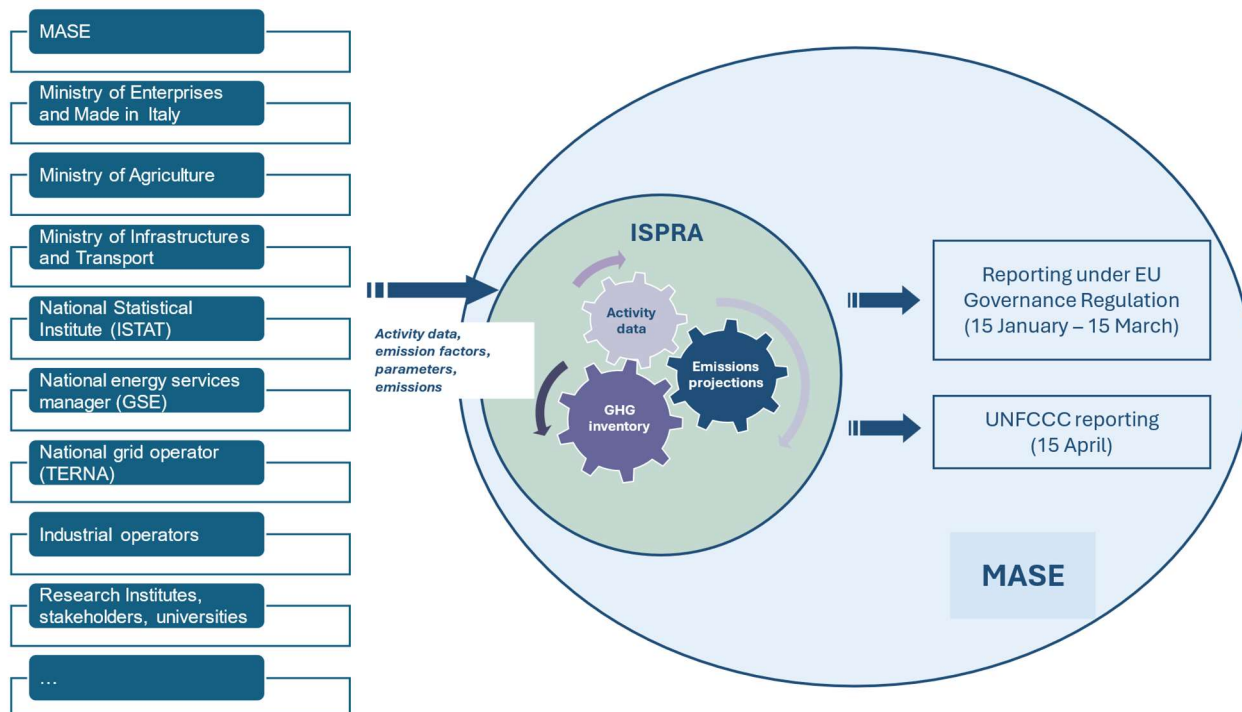 MASE
Ministry of Enterprises
and Made in Italy
Ministry of Agriculture
Ministry of Infrastructures
and Transport
National Statistical
Institute (ISTAT)
National energy services
manager (GSE)
National grid operator
(TERNA)
Industrial operators
Research Institutes,
stakeholders, universities
...
Activity data,
emission factors,
parameters,
emissions
ISPRA
Activity
data
Emissions
projections
GHG
inventory
Reporting under EU
Governance Regulation
(15 January – 15 March)
UNFCCC reporting
(15 April)
MASE